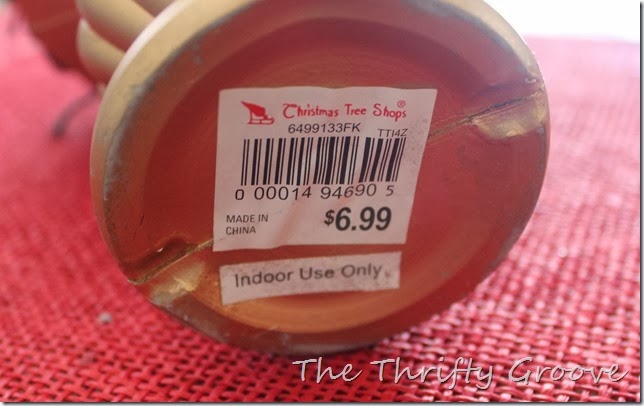 Christmas Tree Shops®
6499133FK
TTI4Z
0 00014 94690 5
MADE IN
CHINA
$6.99
Indoor Use Only
The Thrifty Groove